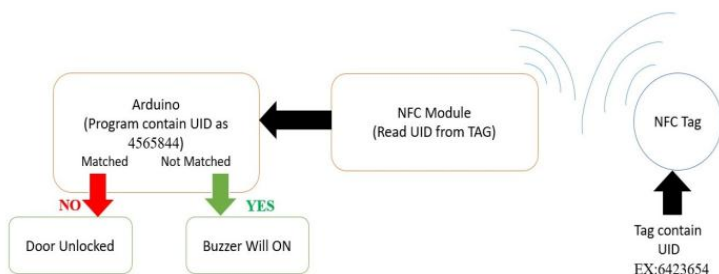 Arduino
(Program contain UID as
4565844)
Matched Not Matched
NO
YES
Door Unlocked
Buzzer Will ON
NFC Module
(Read UID from TAG)
NFC Tag
Tag contain
UID
EX:6423654